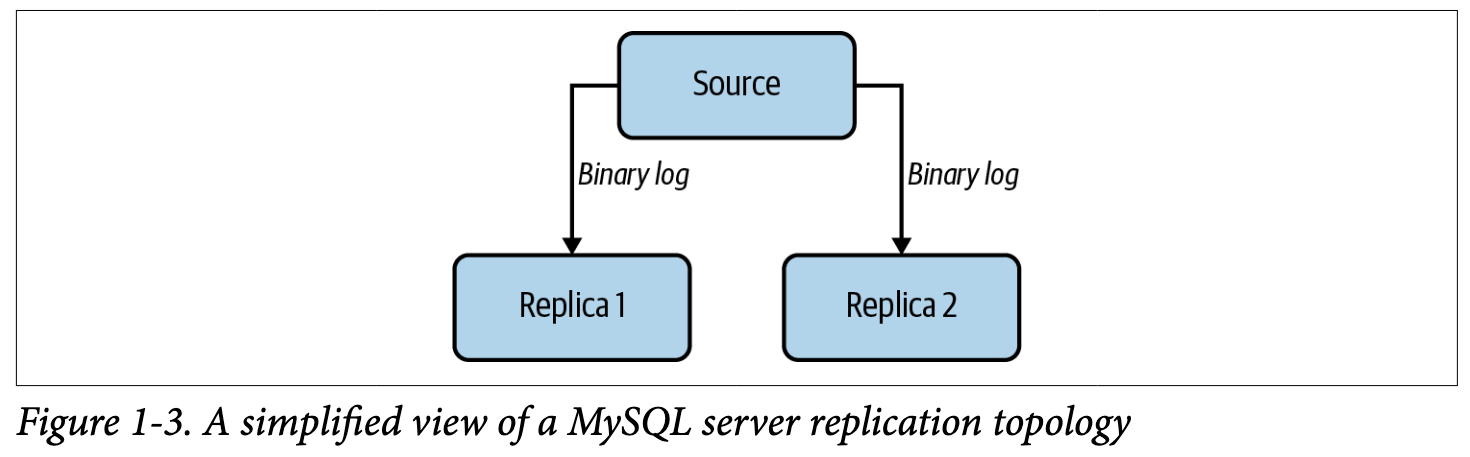 Source
Binary log
Binary log
Replica 1
Replica 2
Figure 1-3. A simplified view of a MySQL server replication topology